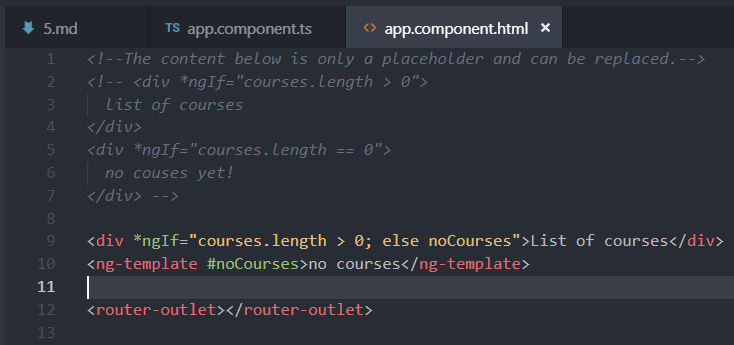 5.md TS app.component.ts <> app.component.html ×
1 <!--The content below is only a placeholder and can be replaced.-->
2 <!-- <div *ngIf="courses.length > 0">
3 list of courses
4 </div>
5 <div *ngIf="courses.length == 0">
6 no couses yet!
7 </div> -->
8
9 <div *ngIf="courses.length > 0; else noCourses">List of courses</div>
10 <ng-template #noCourses>no courses</ng-template>
11
12 <router-outlet></router-outlet>
13